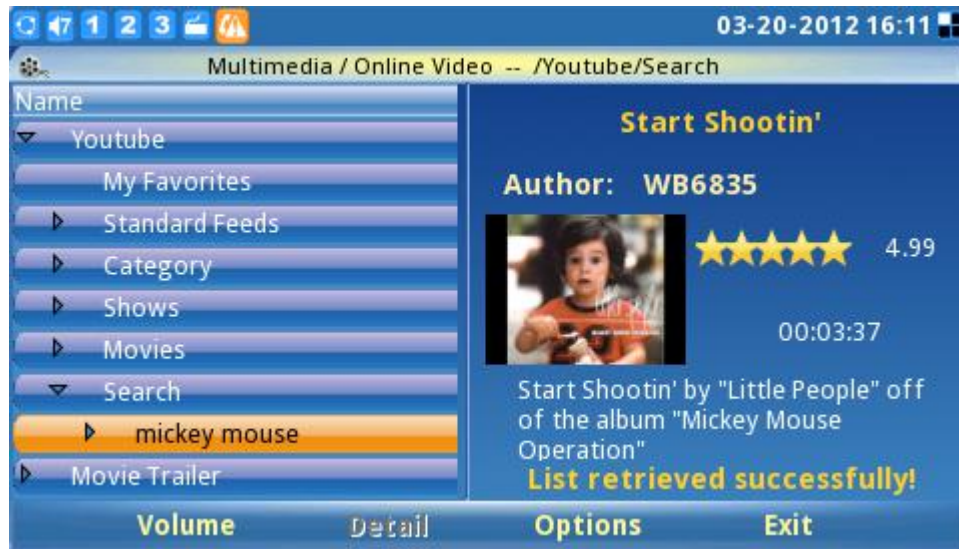 7 1 2 3 03-20-2012 16:11
Multimedia / Online Video -- /Youtube/Search
Name
Youtube
My Favorites
Standard Feeds
Category
Shows
Movies
Search
mickey mouse
Movie Trailer
Start Shootin'
Author: WB6835
4.99
00:03:37
Start Shootin' by "Little People" off
of the album "Mickey Mouse
Operation"
List retrieved successfully!
Volume Detail Options Exit